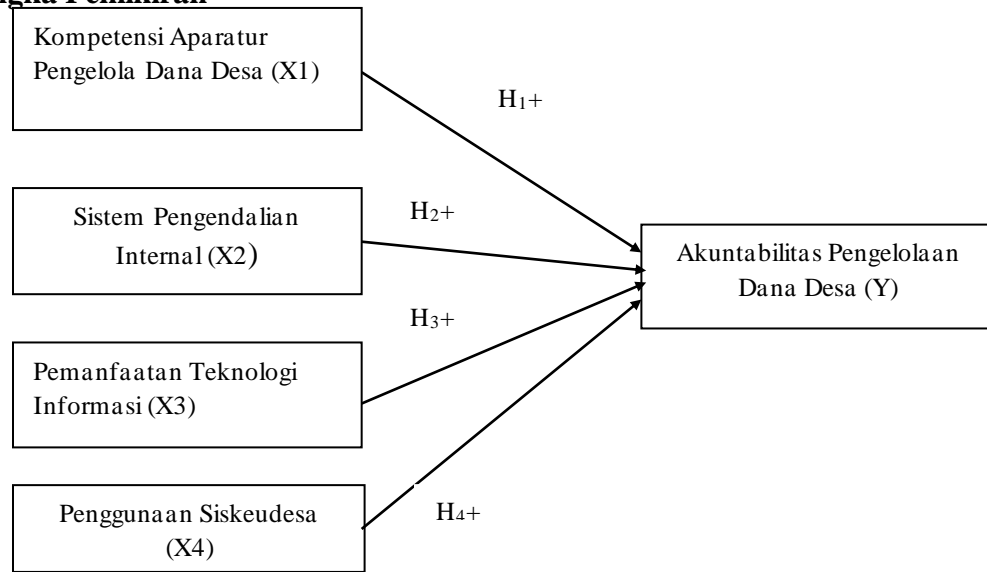 Kompetensi Aparatur
Pengelola Dana Desa (X1)
H1+
Sistem Pengendalian
Internal (X2)
H2+
Akuntabilitas Pengelolaan
Dana Desa (Y)
H3+
Pemanfaatan Teknologi
Informasi (X3)
Penggunaan Siskeudesa
(X4)
H4+